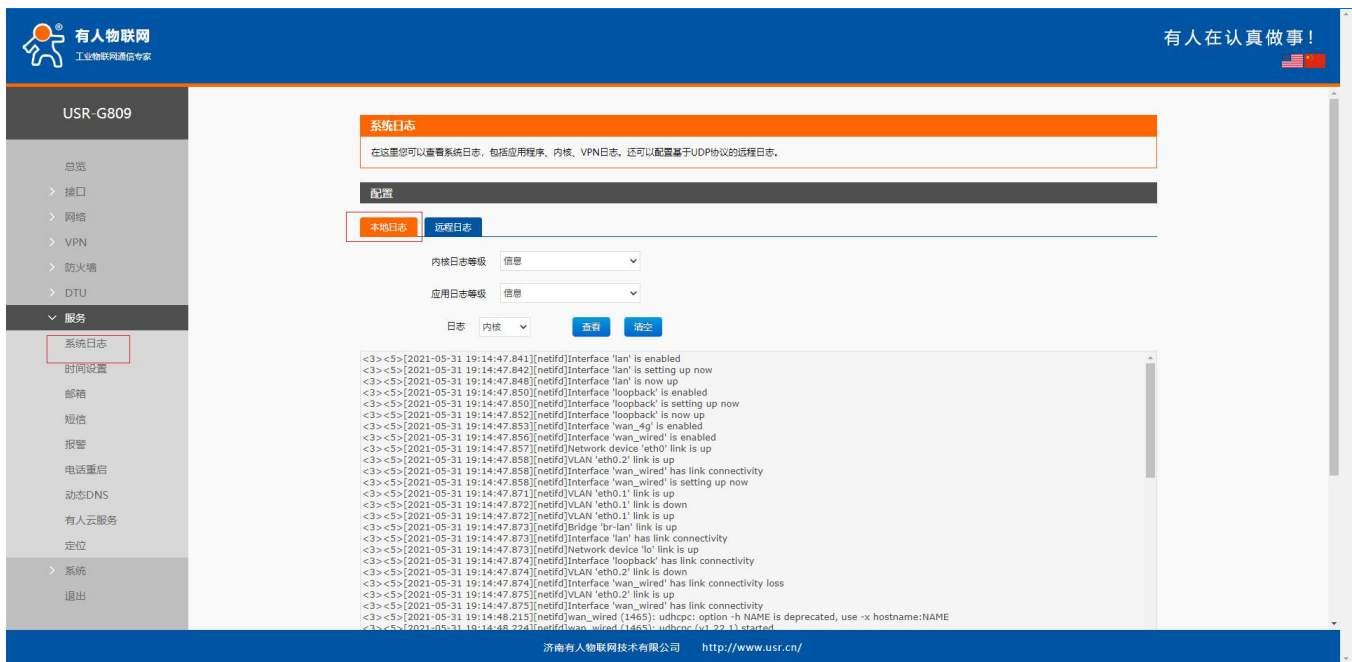 有人物联网
工业物联网通信专家
有人在认真做事!
USR-G809
总览
接口
网络
VPN
防火墙
DTU
服务
系统日志
时间设置
邮箱
短信
报警
电话重启
动态DNS
有人云服务
定位
系统
退出
系统日志
在这里您可以查看系统日志,包括应用程序、内核、VPN日志。还可以配置基于UDP协议的远程日志。
配置
本地日志 远程日志
内核日志等级 信息
应用日志等级 信息
日志 内核 查看 清空
<3><5>[2021-05-31 19:14:47.841][netifd]Interface 'lan' is enabled
<3><5>[2021-05-31 19:14:47.842][netifd]Interface 'lan' is setting up now
<3><5>[2021-05-31 19:14:47.848][netifd]Interface 'lan' is now up
<3><5>[2021-05-31 19:14:47.850][netifd]Interface 'loopback' is enabled
<3><5>[2021-05-31 19:14:47.850][netifd]Interface 'loopback' is setting up now
<3><5>[2021-05-31 19:14:47.852][netifd]Interface 'loopback' is now up
<3><5>[2021-05-31 19:14:47.853][netifd]Interface 'wan_4g' is enabled
<3><5>[2021-05-31 19:14:47.856][netifd]Interface 'wan_wired' is enabled
<3><5>[2021-05-31 19:14:47.857][netifd]Network device 'eth0' link is up
<3><5>[2021-05-31 19:14:47.858][netifd]VLAN 'eth0.2' link is up
<3><5>[2021-05-31 19:14:47.858][netifd]Interface 'wan_wired' has link connectivity
<3><5>[2021-05-31 19:14:47.858][netifd]Interface 'wan_wired' is setting up now
<3><5>[2021-05-31 19:14:47.871][netifd]VLAN 'eth0.1' link is up
<3><5>[2021-05-31 19:14:47.872][netifd]VLAN 'eth0.1' link is down
<3><5>[2021-05-31 19:14:47.872][netifd]VLAN 'eth0.1' link is up
<3><5>[2021-05-31 19:14:47.873][netifd]Bridge 'br-lan' link is up
<3><5>[2021-05-31 19:14:47.873][netifd]Interface 'lan' has link connectivity
<3><5>[2021-05-31 19:14:47.873][netifd]Network device 'lo' link is up
<3><5>[2021-05-31 19:14:47.874][netifd]Interface 'loopback' has link connectivity
<3><5>[2021-05-31 19:14:47.874][netifd]VLAN 'eth0.2' link is down
<3><5>[2021-05-31 19:14:47.874][netifd]Interface 'wan_wired' has link connectivity loss
<3><5>[2021-05-31 19:14:47.875][netifd]VLAN 'eth0.2' link is up
<3><5>[2021-05-31 19:14:47.875][netifd]Interface 'wan_wired' has link connectivity
<3><5>[2021-05-31 19:14:48.215][netifd]wan_wired (1465): udhcpc: option -h NAME is deprecated, use -x hostname:NAME
<3><5>[2021-05-31 19:14:48.224][netifd]wan_wired (1465): udhcpc (v1.22.1) started
济南有人物联网技术有限公司 http://www.usr.cn/